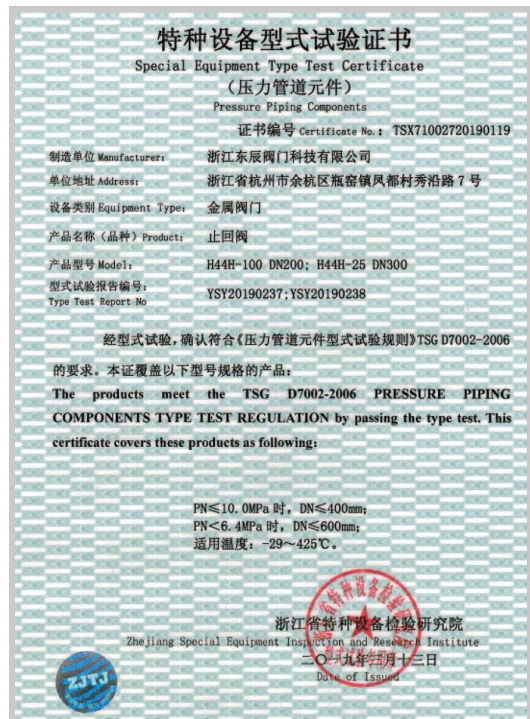 特种设备型式试验证书
Special Equipment Type Test Certificate
（压力管道元件）
Pressure Piping Components
证书编号 Certificate No.： TSX71002720190119
制造单位 Manufacturer： 浙江东辰阀门科技有限公司
单位地址 Address： 浙江省杭州市余杭区瓶窑镇凤都村秀沿路 7 号
设备类别 Equipment Type： 金属阀门
产品名称（品种）Product： 止回阀
产品型号 Model： H44H-100 DN200; H44H-25 DN300
型式试验报告编号：
Type Test Report No
YSY20190237;YSY20190238
经型式试验,确认符合《压力管道元件型式试验规则》TSG D7002-2006
的要求。本证覆盖以下型号规格的产品：
The products meet the TSG D7002-2006 PRESSURE PIPING
COMPONENTS TYPE TEST REGULATION by passing the type test. This
certificate covers these products as following:
PN≤10.0MPa 时, DN≤400mm;
PN<6.4MPa 时, DN≤600mm;
适用温度：-29～425℃。
浙江省特种设备检验研究院
Zhejiang Special Equipment Inspection and Research Institute
二〇一九年三月十三日
Date of Issued
ZJTJ